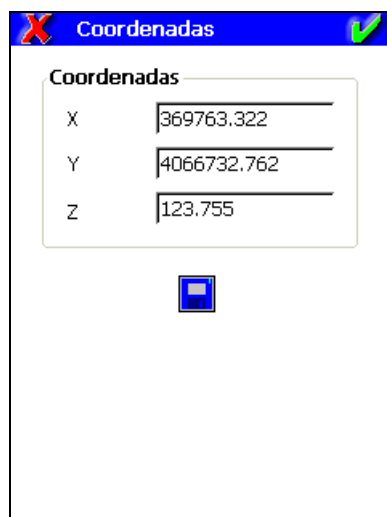 Coordenadas
Coordenadas
X 369763.322
Y 4066732.762
Z 123.755